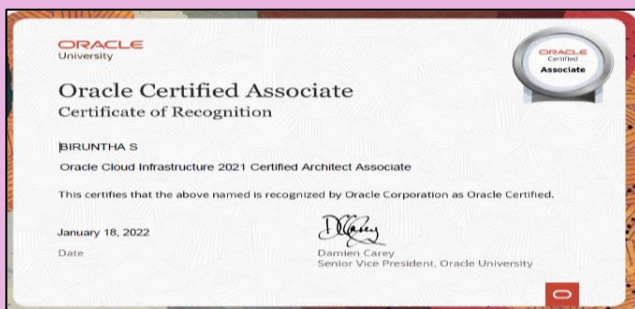 ORACLE
University
ORACLE
Certified
Associate
Oracle Certified Associate
Certificate of Recognition
BIRUNTHA S
Oracle Cloud Infrastructure 2021 Certified Architect Associate
This certifies that the above named is recognized by Oracle Corporation as Oracle Certified.
January 18, 2022
Date
Damien Carey
Senior Vice President, Oracle University